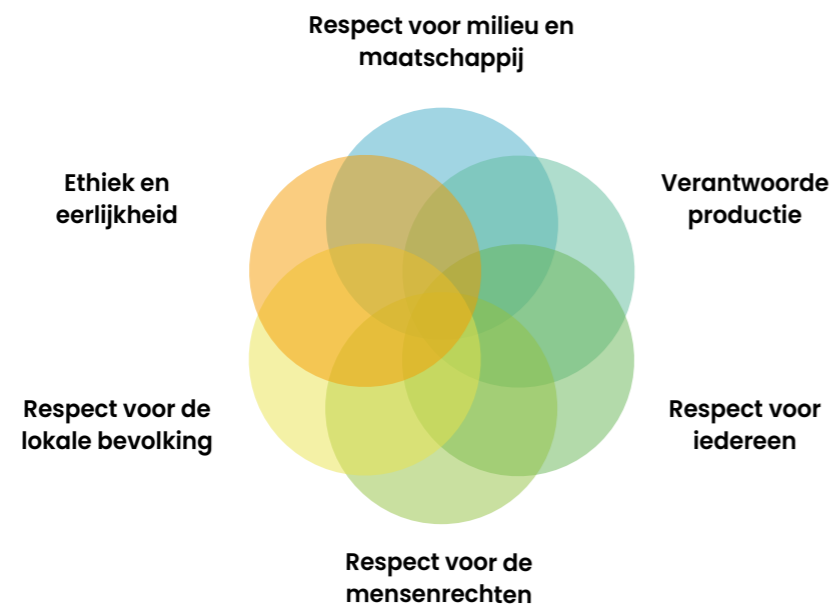 Respect voor milieu en
maatschappij
Ethiek en
eerlijkheid
Verantwoorde
productie
Respect voor de
lokale bevolking
Respect voor
iedereen
Respect voor de
mensenrechten